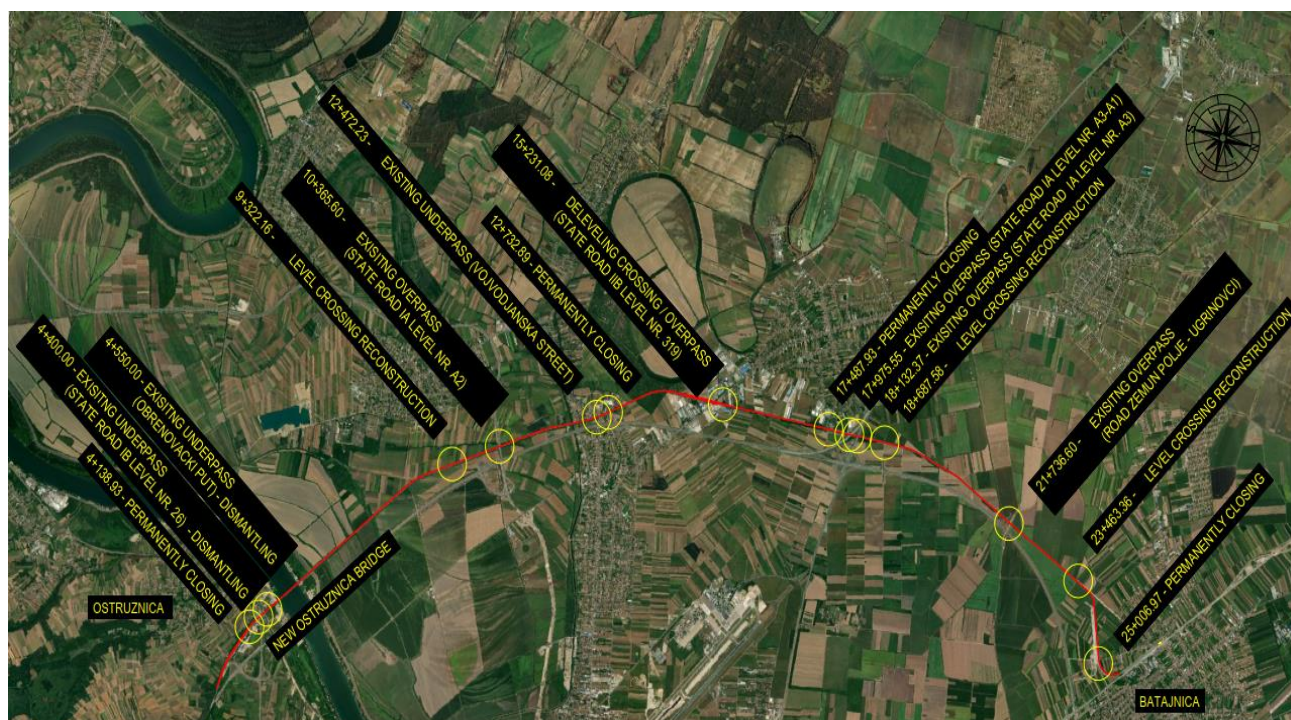 4+138.93 - PERMANENTLY CLOSING
4+400.00 - EXISITNG UNDERPASS
(STATE ROAD IB LEVEL NR. 26) - DISMANTLING
4+550.00 - EXISITNG UNDERPASS
(OBRENOVACKI PUT) - DISMANTLING
9+322.16 - LEVEL CROSSING RECONSTRUCTION
10+365.60 - EXISITNG OVERPASS
(STATE ROAD IA LEVEL NR. A2)
12+472.23 - EXISITNG UNDERPASS (VOJVODJANSKA STREET)
12+732.89 - PERMANENTLY CLOSING
15+231.08 - DELEVELING CROSSING / OVERPASS
(STATE ROAD IIB LEVEL NR. 319)
17+487.93 - PERMANENTLY CLOSING
17+975.55 - EXISITNG OVERPASS (STATE ROAD IA LEVEL NR. A3-A1)
18+132.37 - EXISITNG OVERPASS (STATE ROAD IA LEVEL NR. A3)
18+687.58 - LEVEL CROSSING RECONSTRUCTION
21+736.60 - EXISITNG OVERPASS
(ROAD ZEMUN POLJE - UGRINOVCI)
23+463.36 - LEVEL CROSSING RECONSTRUCTION
25+006.97 - PERMANENTLY CLOSING
OSTRUZNICA
NEW OSTRUZNICA BRIDGE
BATAJNICA